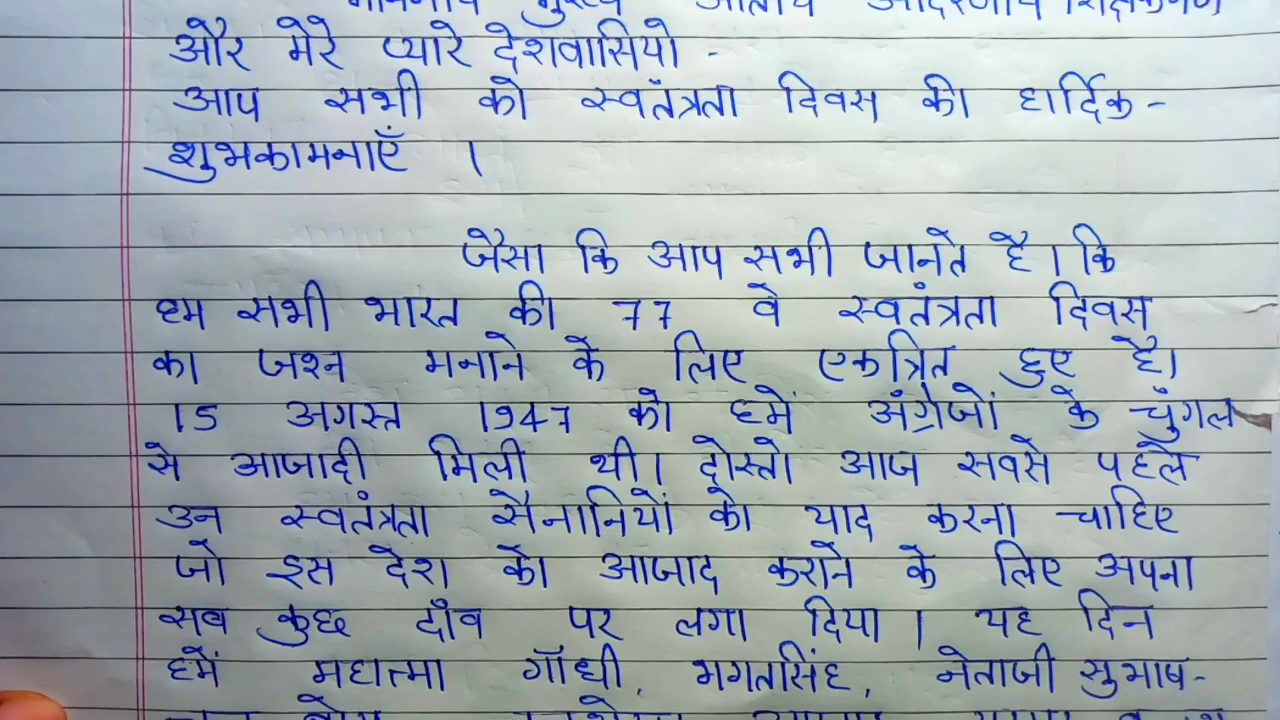 मुख्य आदरणीय शिक्षकगण
और मेरे प्यारे देशवासियो -
आप सभी को स्वतंत्रता दिवस की हार्दिक -
शुभकामनाएँ ।
जैसा कि आप सभी जानते है। कि
हम सभी भारत की 77 वे स्वतंत्रता दिवस
का जश्न मनाने के लिए एकत्रित हुए है।
15 अगस्त 1947 को हमें अंग्रेजों के चुंगल
से आजादी मिली थी। दोस्तो आज सबसे पहले
उन स्वतंत्रता सैनानियों को याद करना चाहिए
जो इस देश को आजाद कराने के लिए अपना
सब कुछ दाँव पर लगा दिया । यह दिन
हमें महात्मा गाँधी, भगतसिंह, नेताजी सुभाष-